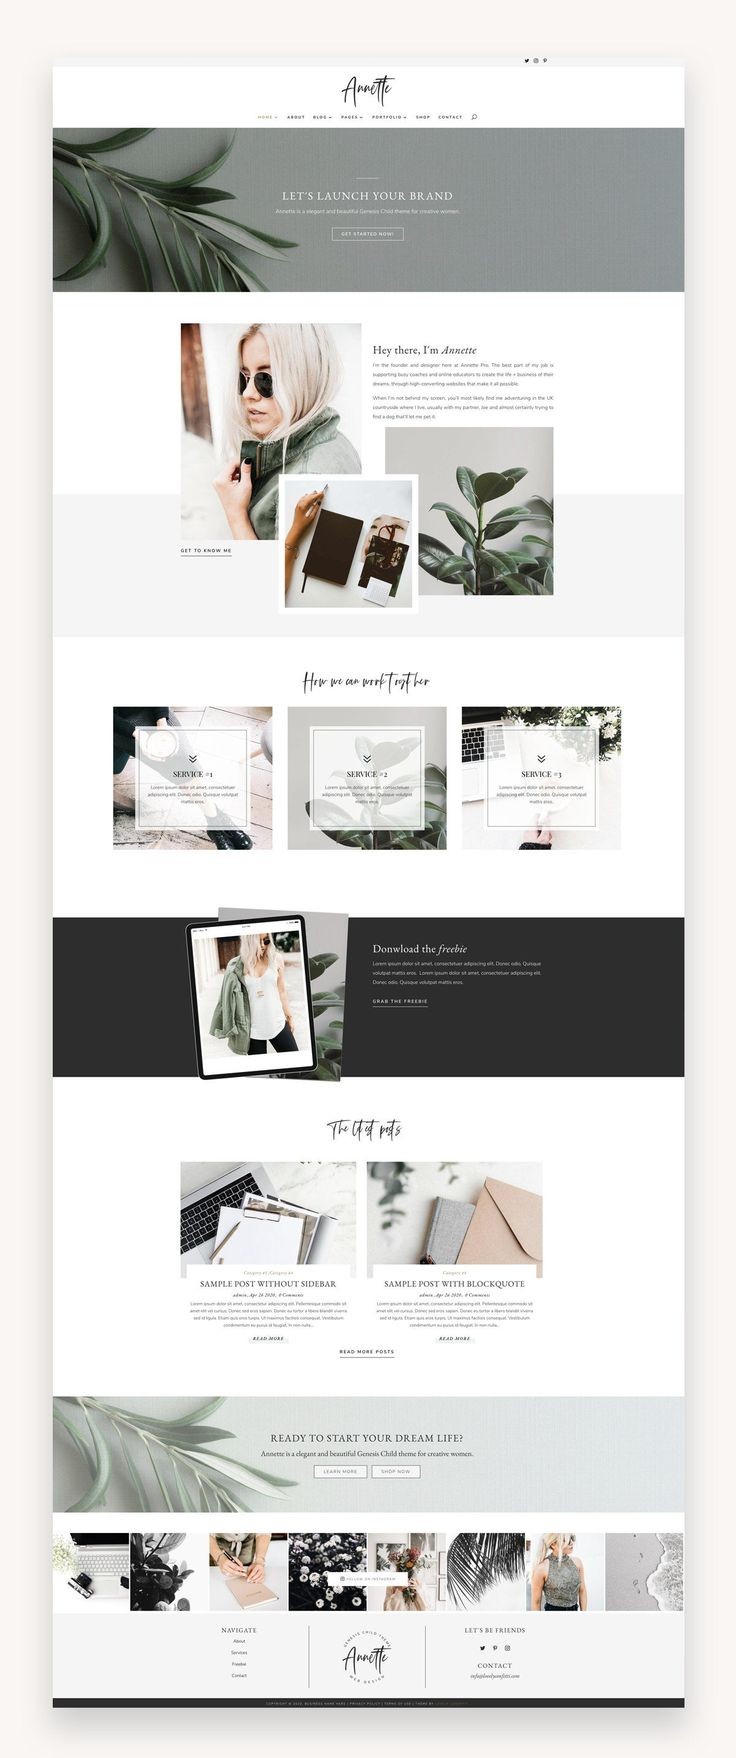 Annette
HOME ABOUT BLOG PAGES PORTFOLIO SHOP CONTACT
LET'S LAUNCH YOUR BRAND
Annette is a elegant and beautiful Genesis Child theme for creative women.
GET STARTED NOW!
Hey there, I'm Annette
I'm the founder and designer here at Annette Pro. The best part of my job is
supporting busy coaches and online educators to create the life + business of their
dreams, through high-converting websites that make it all possible.
When I'm not behind my screen, you'll most likely find me adventuring in the UK
countryside where I live, usually with my partner, Joe and almost certainly trying to
find a dog that'll let me pet it.
GET TO KNOW ME
How we can work together
SERVICE #1
Lorem ipsum dolor sit amet, consectetuer
adipiscing elit. Donec odio. Quisque volutpat
mattis eros.
SERVICE #2
Lorem ipsum dolor sit amet, consectetuer
adipiscing elit. Donec odio. Quisque volutpat
mattis eros.
SERVICE #3
Lorem ipsum dolor sit amet, consectetuer
adipiscing elit. Donec odio. Quisque volutpat
mattis eros.
Donwload the freebie
Lorem ipsum dolor sit amet, consectetuer adipiscing elit. Donec odio. Quisque
volutpat mattis eros. Lorem ipsum dolor sit amet, consectetuer adipiscing elit.
Donec odio. Quisque volutpat mattis eros.
GRAB THE FREEBIE
The latest posts
Category #1, Category #4
SAMPLE POST WITHOUT SIDEBAR
admin, Apr 26 2020, 0 Comments
Lorem ipsum dolor sit amet, consectetuer adipiscing elit. Pellentesque commodo sit
amet elit vel cursus. Donec sed eros sapien. Donec eu tortor a libero blandit viverra
sed et erat. Etiam quis eros turpis. Ut maximus tincidunt consequat. Vestibulum
condimentum eu purus id feugiat. In non nulla...
READ MORE
Category #4
SAMPLE POST WITH BLOCKQUOTE
admin, Apr 26 2020, 0 Comments
Lorem ipsum dolor sit amet, consectetuer adipiscing elit. Pellentesque commodo sit
amet elit vel cursus. Donec sed eros sapien. Donec eu tortor a libero blandit viverra
sed et erat. Etiam quis eros turpis. Ut maximus tincidunt consequat. Vestibulum
condimentum eu purus id feugiat. In non nulla...
READ MORE
READ MORE POSTS
READY TO START YOUR DREAM LIFE?
Annette is a elegant and beautiful Genesis Child theme for creative women.
LEARN MORE SHOP NOW
FOLLOW ON INSTAGRAM
NAVIGATE
About
Services
Freebie
Contact
GENESIS CHILD THEME
Annette
WEB DESIGN
LET'S BE FRIENDS
CONTACT
info@lovelyconfetti.com
COPYRIGHT © 2020, BUSINESS NAME HERE | PRIVACY POLICY | TERMS OF USE | THEME BY LOVELY CONFETTI